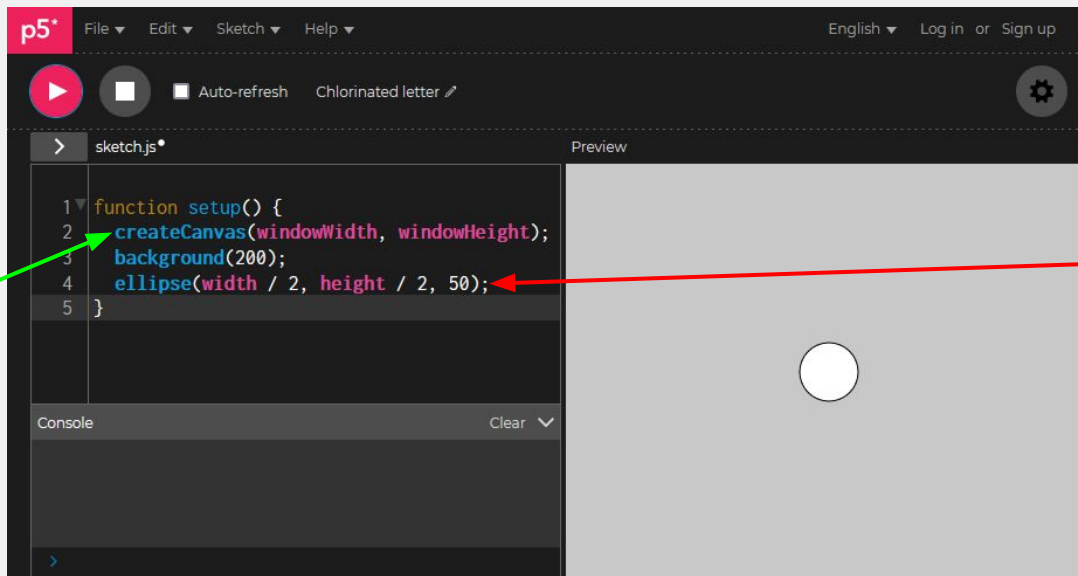 p5* File Edit Sketch Help English Log in or Sign up
Auto-refresh Chlorinated letter
> sketch.js• Preview
1 function setup() {
2 createCanvas(windowWidth, windowHeight);
3 background(200);
4 ellipse(width / 2, height / 2, 50);
5 }
Console Clear
>